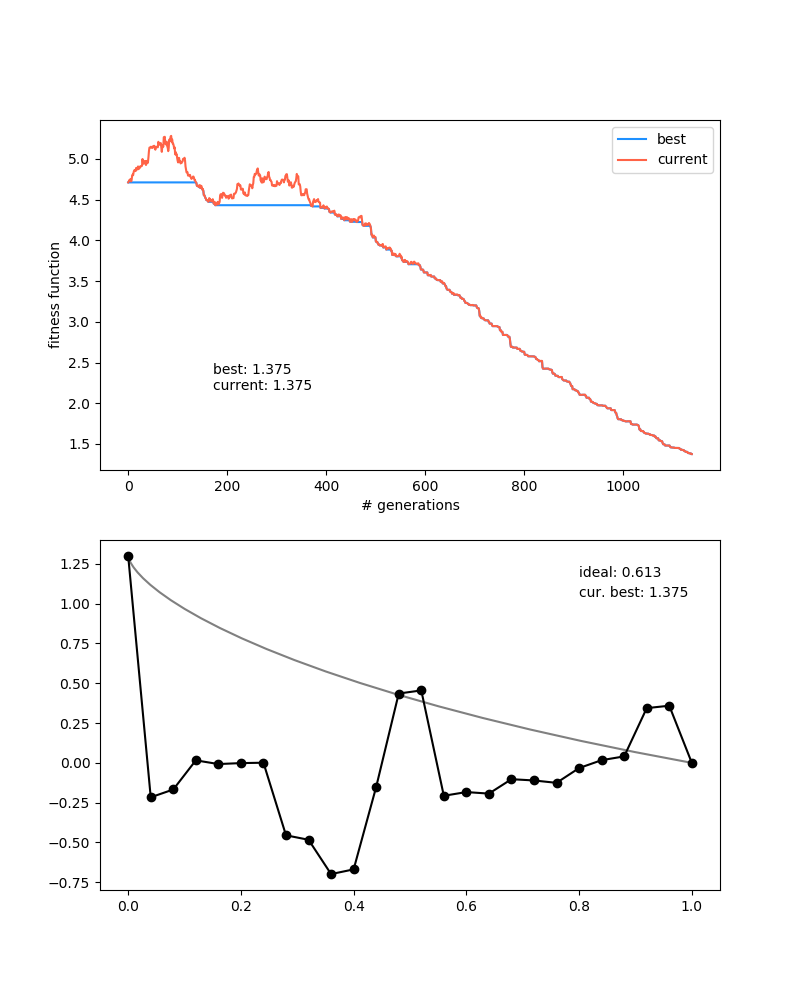 best
current
5.0
4.5
4.0
3.5
3.0
2.5
2.0
1.5
fitness function
best: 1.375
current: 1.375
0 200 400 600 800 1000
# generations
1.25
1.00
0.75
0.50
0.25
0.00
−0.25
−0.50
−0.75
ideal: 0.613
cur. best: 1.375
0.0 0.2 0.4 0.6 0.8 1.0